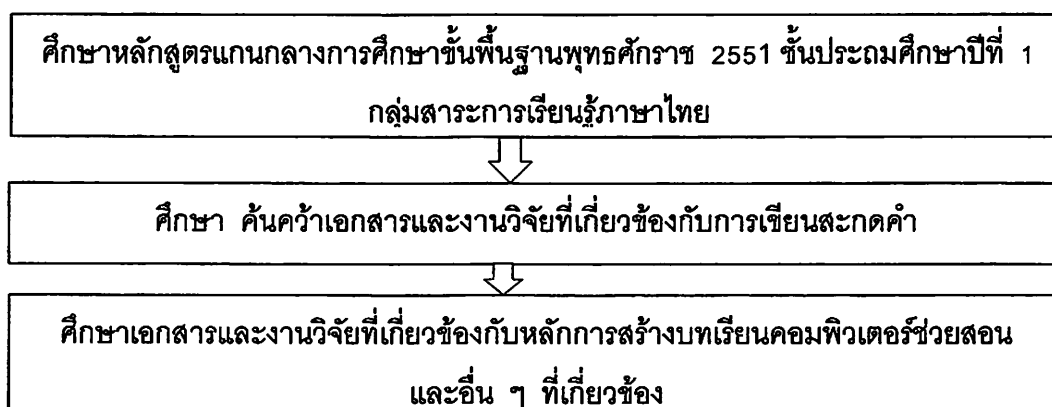 ศึกษาหลักสูตรแกนกลางการศึกษาขั้นพื้นฐานพุทธศักราช 2551 ชั้นประถมศึกษาปีที่ 1
กลุ่มสาระการเรียนรู้ภาษาไทย
ศึกษา ค้นคว้าเอกสารและงานวิจัยที่เกี่ยวข้องกับการเขียนสะกดคำ
ศึกษาเอกสารและงานวิจัยที่เกี่ยวข้องกับหลักการสร้างบทเรียนคอมพิวเตอร์ช่วยสอน
และอื่น ๆ ที่เกี่ยวข้อง